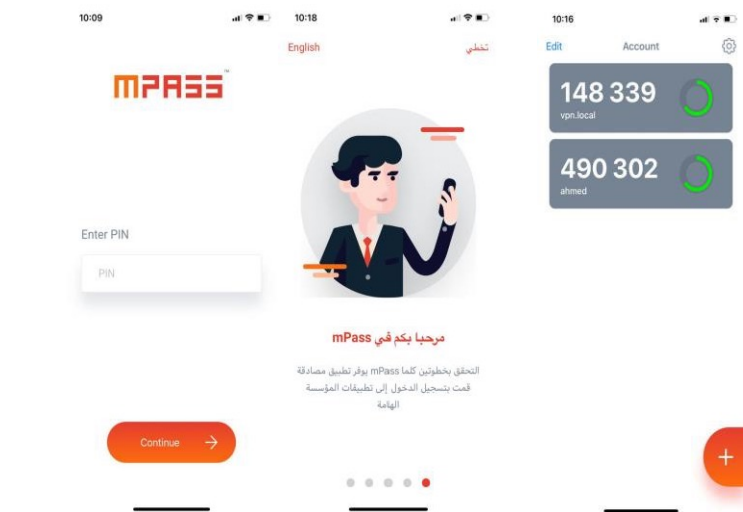 10:09
mPASS™
Enter PIN
PIN
Continue
10:18
English
تخطي
مرحبا بكم في mPass
التحقق بخطوتين كلما mPass يوفر تطبيق مصادقة
قمت بتسجيل الدخول إلى تطبيقات المؤسسة
الهامة
10:16
Edit
Account
148 339
vpn.local
490 302
ahmed